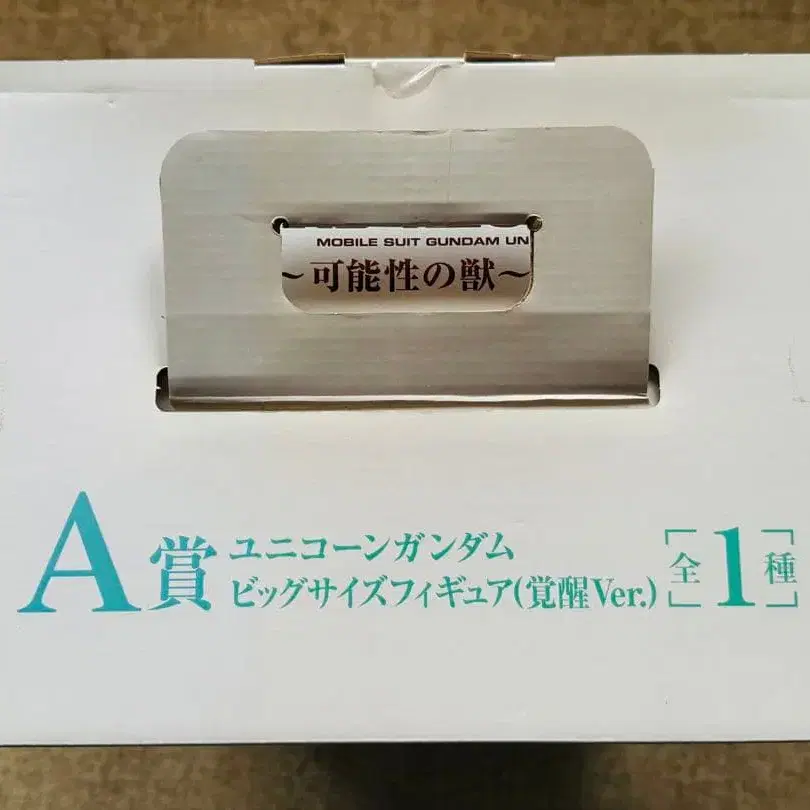 MOBILE SUIT GUNDAM UN
～可能性の獣～
A賞 ユニコーンガンダム
ビッグサイズフィギュア(覚醒Ver.) [全1種]